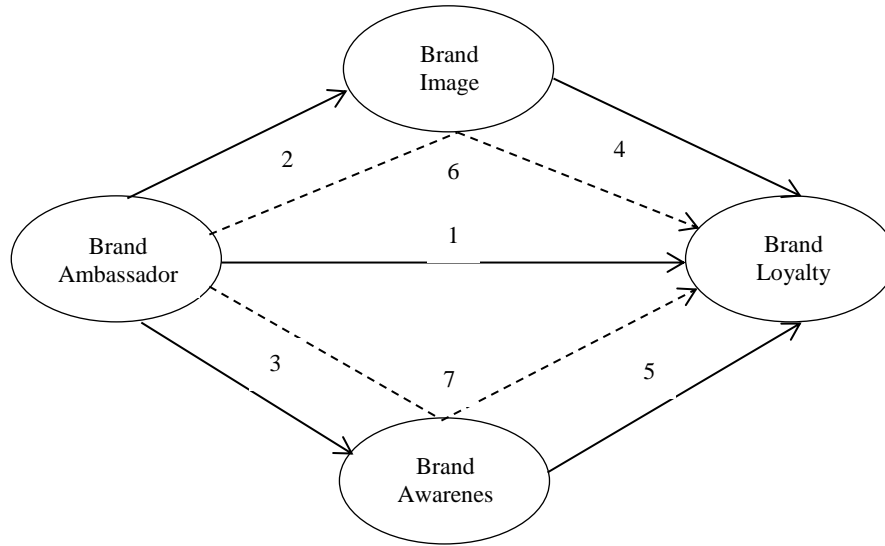 Brand
Image
2
4
6
Brand
Ambassador
1
Brand
Loyalty
3
7
5
Brand
Awarenes